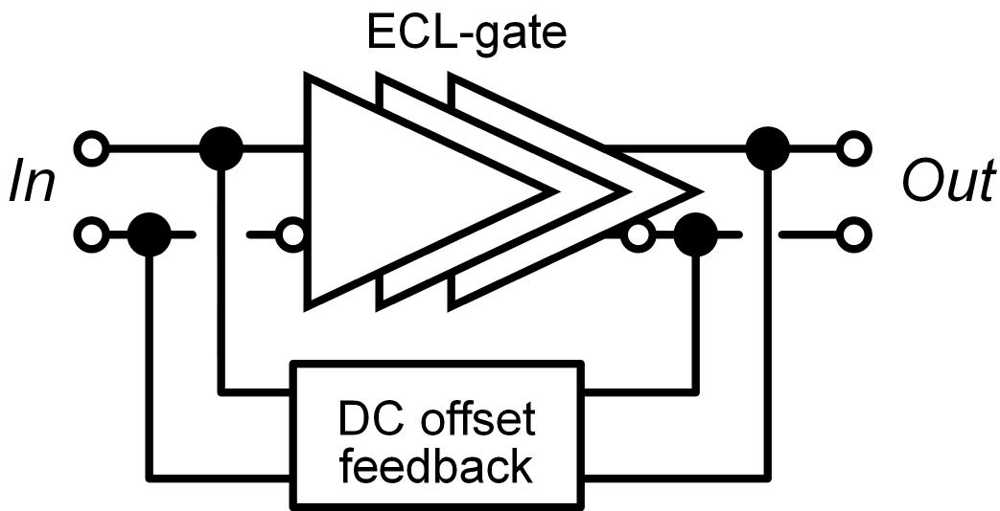 ECL-gate
In
Out
DC offset
feedback